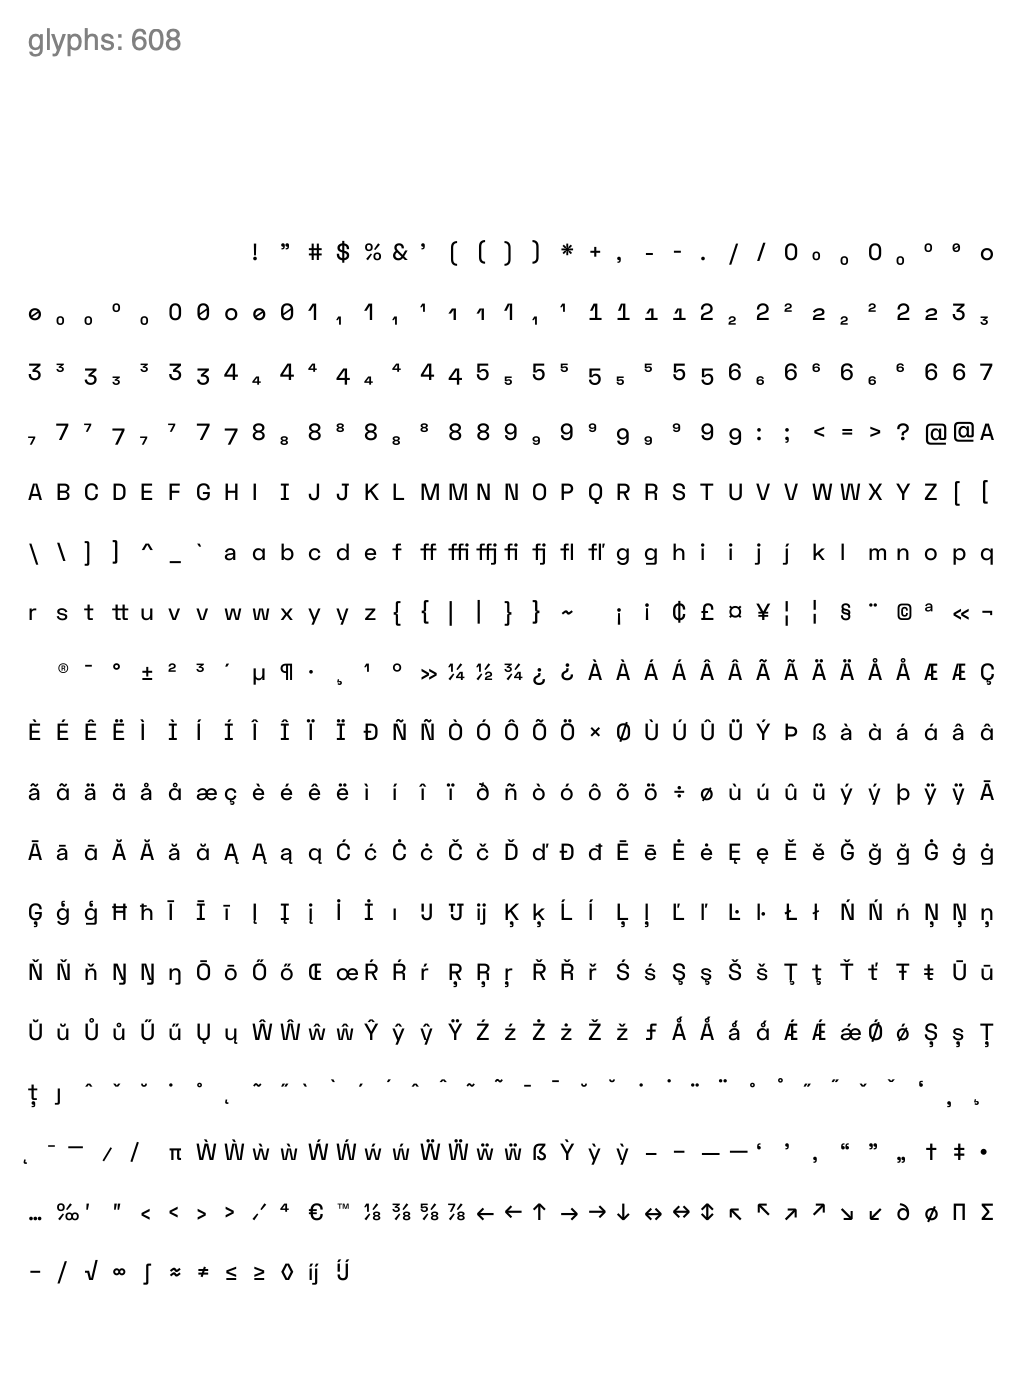 glyphs: 608
! ” # $ % & ’ ( ( ) ) * + , - - . / / 0 ₀ ₀ 0 ₀ ⁰ ⁰ o
ø ₀ ₀ ⁰ ₀ 0 0 o ø 0 1 ₁ 1 ₁ ¹ 1 1 1 ₁ ¹ 1 1 1 1 2 ₂ 2 ² 2 ₂ ² 2 2 3 ₃
3 ³ 3 ₃ ³ 3 3 4 ₄ 4 ⁴ 4 ₄ ⁴ 4 4 5 ₅ 5 ⁵ 5 ₅ ⁵ 5 5 6 ₆ 6 ⁶ 6 ₆ ⁶ 6 6 7
₇ 7 ⁷ 7 ₇ ⁷ 7 7 8 ₈ 8 ⁸ 8 ₈ ⁸ 8 8 9 ₉ 9 ⁹ 9 ₉ ⁹ 9 9 : ; < = > ? @ @ A
A B C D E F G H I I J J K L M M N N O P Q R R S T U V V W W X Y Z [ [
\ \ ] ] ^ _ ` a ɑ b c d e f ff ffi ffj fi fj fl fľ g g h i i j j́ k l m n o p q
r s t tt u v v w w x y y z { { | | } } ~ ¡ ¡ ₵ £ ¤ ¥ ¦ ¦ § ¨ © ª « ¬
® ¯ ° ± ² ³ ´ µ ¶ · ¸ ¹ º » ¼ ½ ¾ ¿ ¿ À À Á Á Â Â Ã Ã Ä Ä Å Å Æ Æ Ç
È É Ê Ë Ì Ì Í Í Î Î Ï Ï Đ Ñ Ñ Ò Ó Ô Õ Ö × Ø Ù Ú Û Ü Ý Þ ß à à á á â â
ã ã ä ä å å æ ç è é ê ë ì í î ï ð ñ ò ó ô õ ö ÷ ø ù ú û ü ý ý þ ÿ ÿ Ā
Ā ā ā Ă Ă ă ă Ą Ą ą ą Ć ć Ċ ċ Č č Ď ď Đ đ Ē ē Ė ė Ę ę Ě ě Ğ ğ ğ Ġ ġ ġ
Ģ ģ ģ Ħ ħ Ī Ī ī Į Į į İ İ ı Ĳ Ĳ ĳ Ķ ķ Ĺ ĺ Ļ ļ Ľ ľ Ŀ ŀ Ł ł Ń Ń ń Ņ Ņ ņ
Ň Ň ň Ŋ Ŋ ŋ Ō ō Ő ő Œ œ Ŕ Ŕ ŕ Ŗ Ŗ ŗ Ř Ř ř Ś ś Ş ş Š š Ţ ţ Ť ť Ŧ ŧ Ū ū
Ŭ ŭ Ů ů Ű ű Ų ų Ŵ Ŵ ŵ ŵ Ŷ ŷ ŷ Ÿ Ź ź Ż ż Ž ž ƒ Ǻ Ǻ ǻ ǻ Ǽ Ǽ ǽ Ǿ ǿ Ș ș Ț
ț ȷ ˆ ˇ ˘ ˙ ˚ ˛ ˜ ˝ ̀ ̀ ́ ́ ̂ ̂ ̃ ̃ ̄ ̄ ̆ ̆ ̇ ̇ ̈ ̈ ̊ ̊ ̋ ̋ ̌ ̌ ̒ ̦ ̧
̨ ̄ — ⁄ / π Ẁ Ẁ ẁ ẁ Ẃ Ẃ ẃ ẃ Ẅ Ẅ ẅ ẅ ẞ Ỳ ỳ ỳ – – — — ‘ ’ ‚ “ ” „ † ‡ •
… ‰ ′ ″ ‹ ‹ › › ⁄ ⁴ € ™ ⅛ ⅜ ⅝ ⅞ ← ← ↑ → → ↓ ↔ ↔ ↕ ↖ ↖ ↗ ↗ ↘ ↙ ∂ ø ∏ ∑
− / √ ∞ ∫ ≈ ≠ ≤ ≥ ◊ íj́ ÍJ́